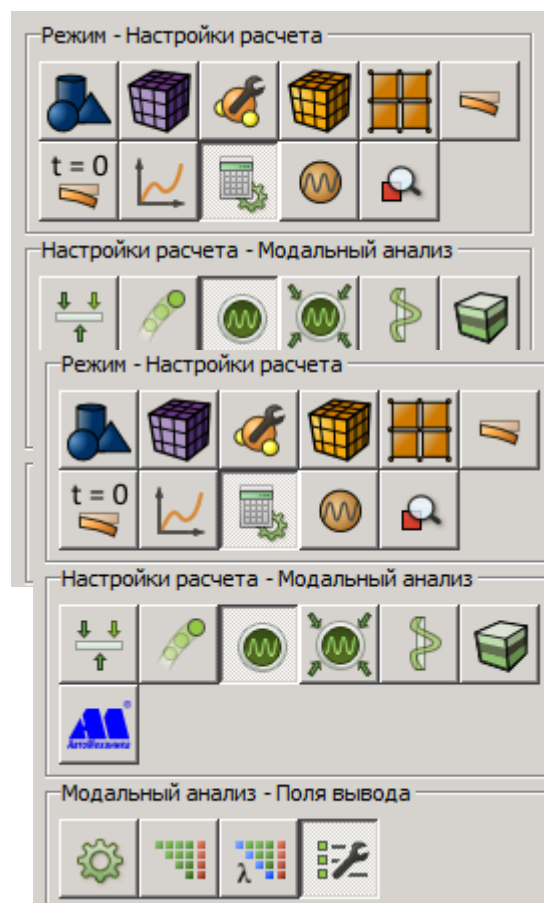 Режим - Настройки расчета
t = 0
Настройки расчета - Модальный анализ
Режим - Настройки расчета
t = 0
Настройки расчета - Модальный анализ
АвтоМеханика
Модальный анализ - Поля вывода
λ